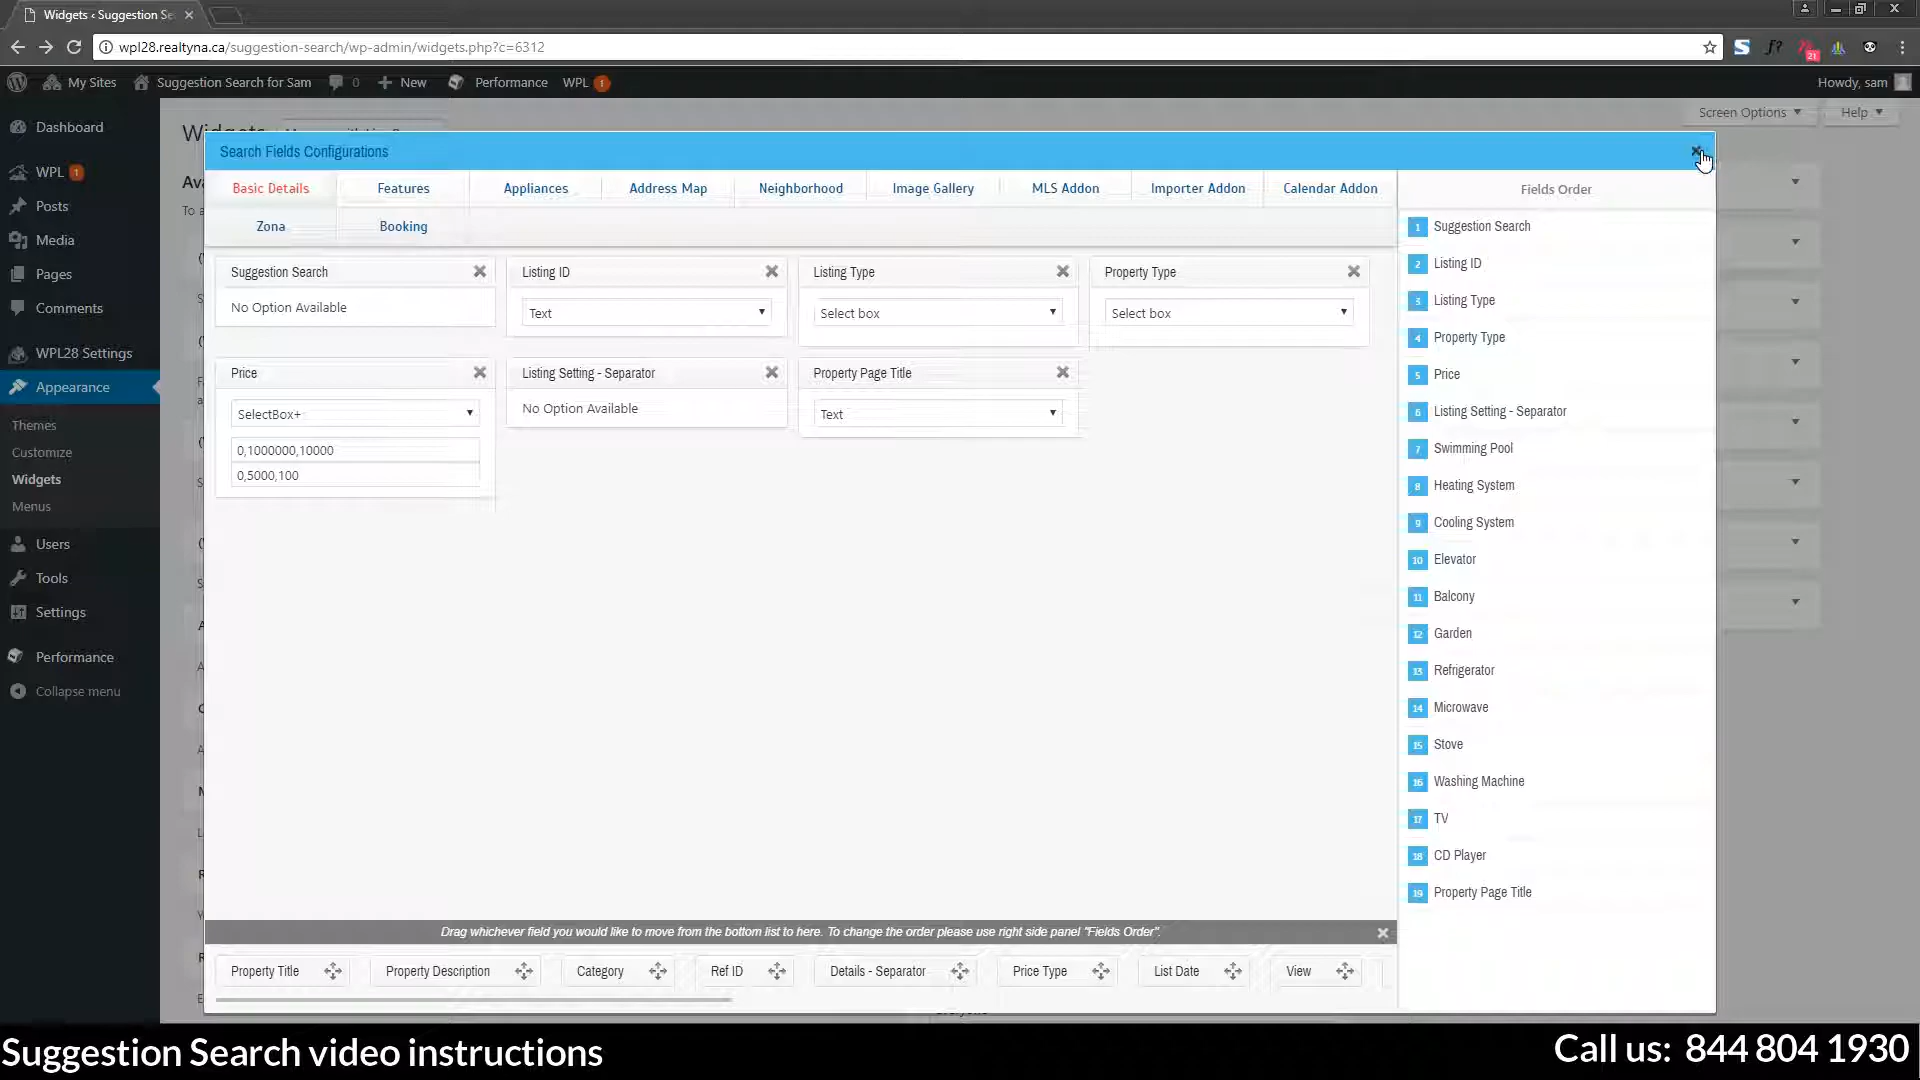 Widgets ‹ Suggestion Se
wpl28.realtyna.ca/suggestion-search/wp-admin/widgets.php?c=6312
21
My Sites
Suggestion Search for Sam
0
New
Performance
WPL 1
Howdy, sam
Dashboard
WPL 1
Posts
Media
Pages
Comments
WPL28 Settings
Appearance
Themes
Customize
Widgets
Menus
Users
Tools
Settings
Performance
Collapse menu
Widgets
Screen Options
Help
Search Fields Configurations
Basic Details
Features
Appliances
Address Map
Neighborhood
Image Gallery
MLS Addon
Importer Addon
Calendar Addon
Zona
Booking
Suggestion Search
No Option Available
Listing ID
Text
Listing Type
Select box
Property Type
Select box
Price
SelectBox+
0,1000000,10000
0,5000,100
Listing Setting - Separator
No Option Available
Property Page Title
Text
Drag whichever field you would like to move from the bottom list to here. To change the order please use right side panel "Fields Order".
Property Title
Property Description
Category
Ref ID
Details - Separator
Price Type
List Date
View
Fields Order
1 Suggestion Search
2 Listing ID
3 Listing Type
4 Property Type
5 Price
6 Listing Setting - Separator
7 Swimming Pool
8 Heating System
9 Cooling System
10 Elevator
11 Balcony
12 Garden
13 Refrigerator
14 Microwave
15 Stove
16 Washing Machine
17 TV
18 CD Player
19 Property Page Title
Suggestion Search video instructions
Call us: 844 804 1930